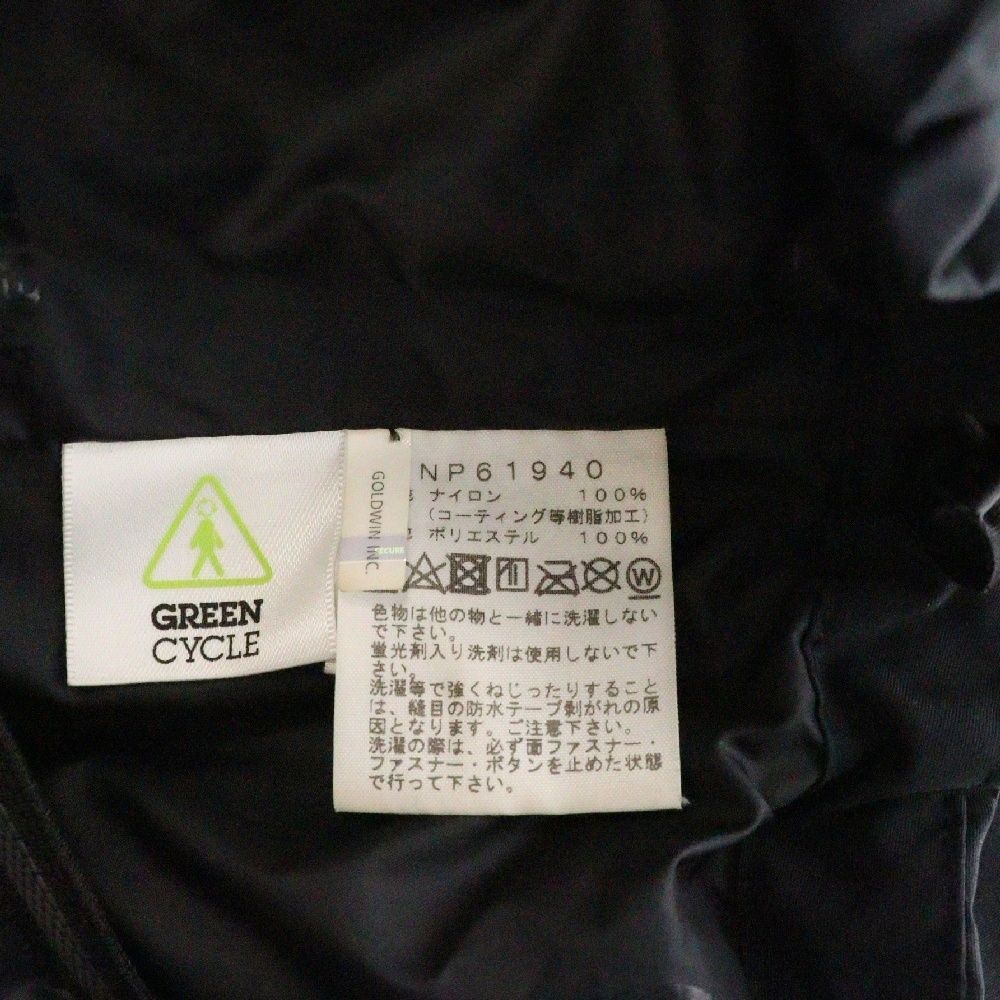 GREEN
CYCLE
GOLDWIN INC.
SECURE
NP61940
ナイロン 100%
(コーティング等樹脂加工)
ポリエステル 100%
W
色物は他の物と一緒に洗濯しない
で下さい。
蛍光剤入り洗剤は使用しないで下
さい。
洗濯等で強くねじったりすること
は、縫目の防水テープ剝がれの原
因となります。ご注意下さい。
洗濯の際は、必ず面ファスナー・
ファスナー・ボタンを止めた状態
で行って下さい。